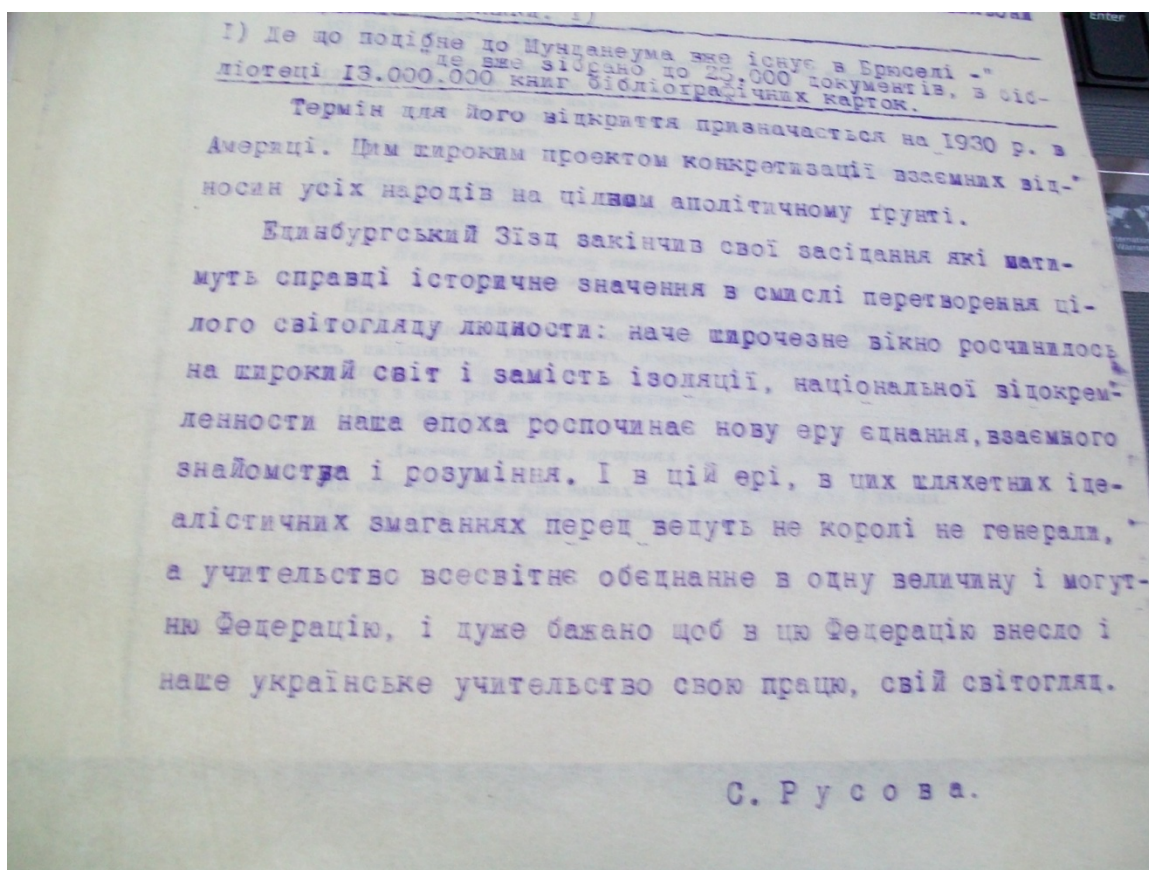 І) Де що подібне до Мунданеума вже існує в Брюселі -"
де вже зібрано до 25.000 документів, в біб-
ліотеці 13.000.000 книг бібліографічних карток.
Термін для його відкриття призначається на 1930 р. в
Америці. Цим широким проектом конкретизації взаємних від-"
носин усіх народів на цілком аполітичному ґрунті.
Единбургський Зїзд закінчив свої засідання які мати-
муть справді історичне значення в смислі перетворення ці-
лого світогляду людности: наче широчезне вікно росчинилось
на широкий світ і замість ізоляції, національної відокрем-"
ленности наша епоха роспочинає нову еру єднання,взаємного
знайомства і розуміння. І в цій ері, в цих шляхетних іде-
алістичних змаганнях перед ведуть не королі не генерали,
а учительство всесвітнє обєднанне в одну величину і могут-
ню Федерацію, і дуже бажано щоб в цю Федерацію внесло і
наше українське учительство свою працю, свій світогляд.
С. Р у с о в а.
Enter